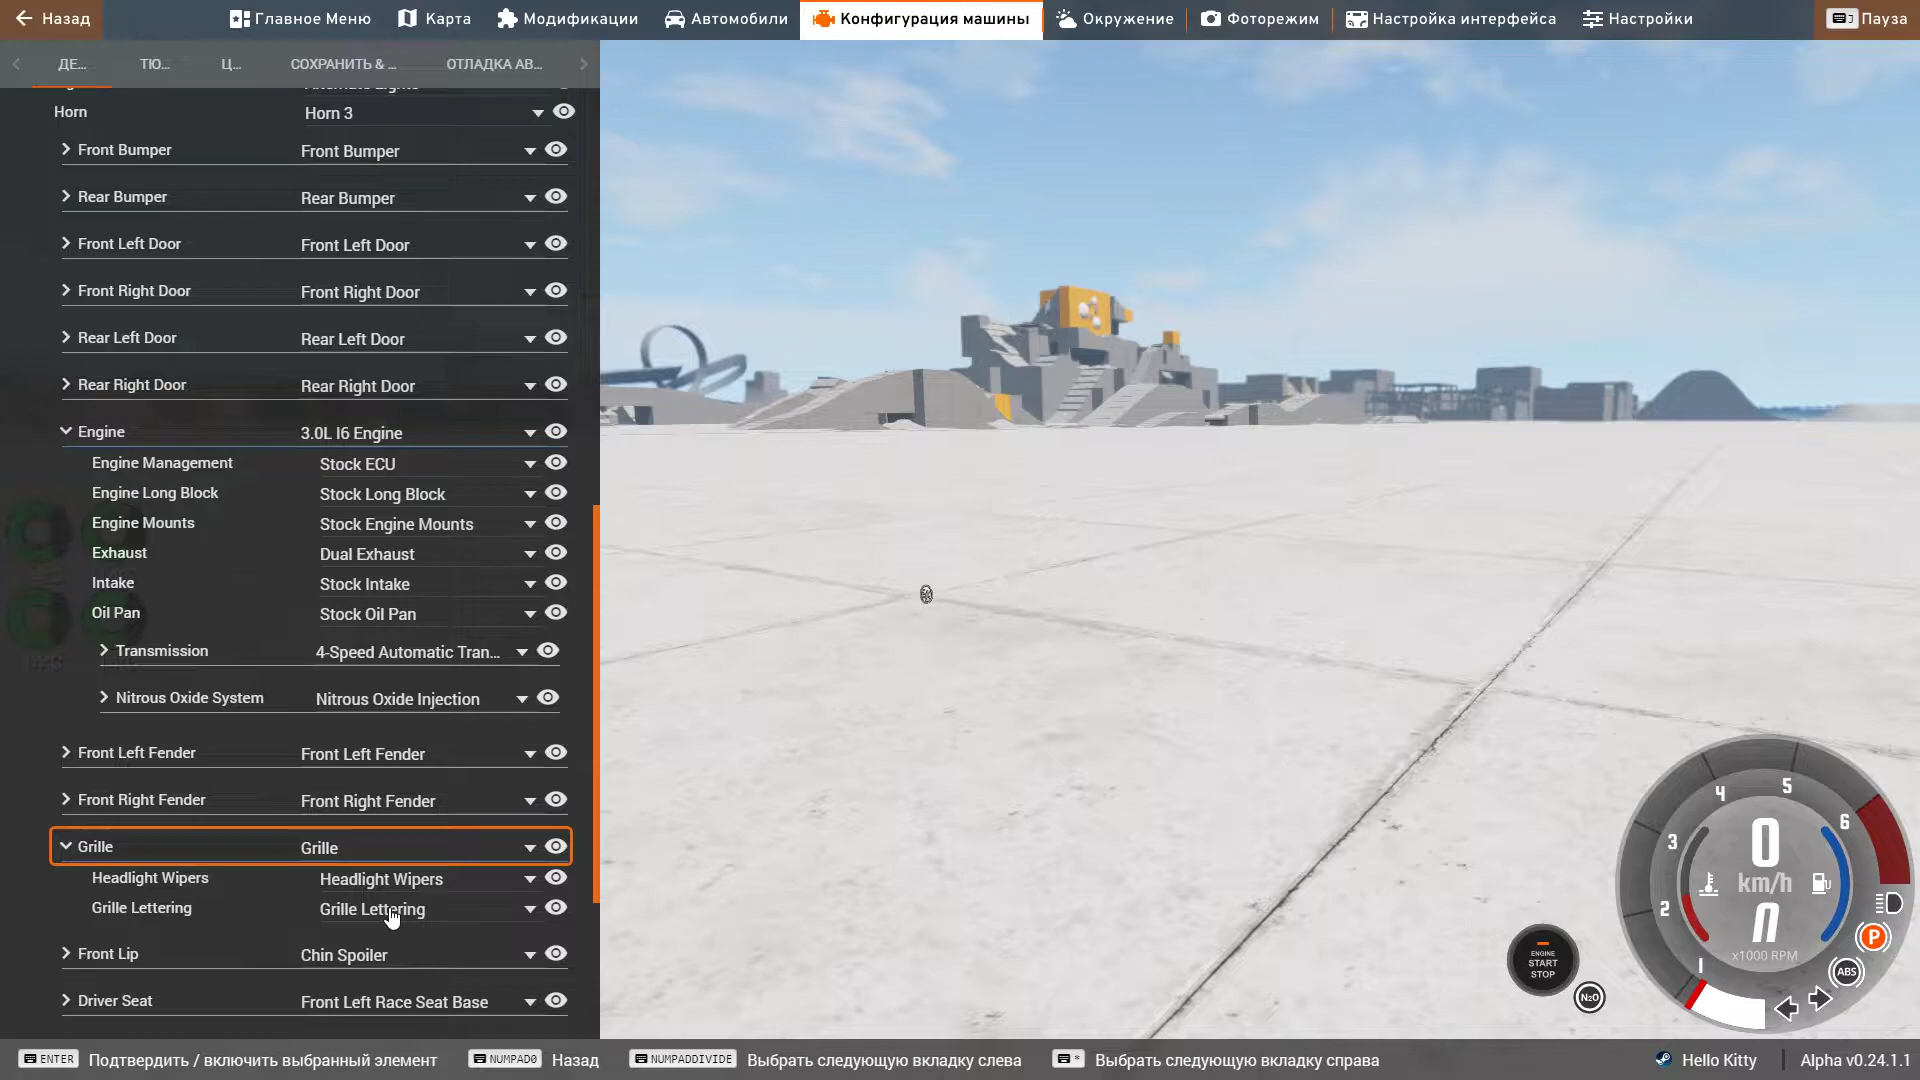 Назад
Главное Меню
Карта
Модификации
Автомобили
Конфигурация машины
Окружение
Фоторежим
Настройка интерфейса
Настройки
Пауза
ДЕ...
ТЮ...
Ц...
СОХРАНИТЬ & ...
ОТЛАДКА АВ...
Horn Horn 3
Front Bumper Front Bumper
Rear Bumper Rear Bumper
Front Left Door Front Left Door
Front Right Door Front Right Door
Rear Left Door Rear Left Door
Rear Right Door Rear Right Door
Engine 3.0L I6 Engine
Engine Management Stock ECU
Engine Long Block Stock Long Block
Engine Mounts Stock Engine Mounts
Exhaust Dual Exhaust
Intake Stock Intake
Oil Pan Stock Oil Pan
Transmission 4-Speed Automatic Tran...
Nitrous Oxide System Nitrous Oxide Injection
Front Left Fender Front Left Fender
Front Right Fender Front Right Fender
Grille Grille
Headlight Wipers Headlight Wipers
Grille Lettering Grille Lettering
Front Lip Chin Spoiler
Driver Seat Front Left Race Seat Base
1
2
3
4
5
6
0
km/h
n
x1000 RPM
P
ABS
ENGINE
START
STOP
N2O
ENTER Подтвердить / включить выбранный элемент
NUMPAD0 Назад
NUMPADDIVIDE Выбрать следующую вкладку слева
* Выбрать следующую вкладку справа
Hello Kitty
Alpha v0.24.1.1